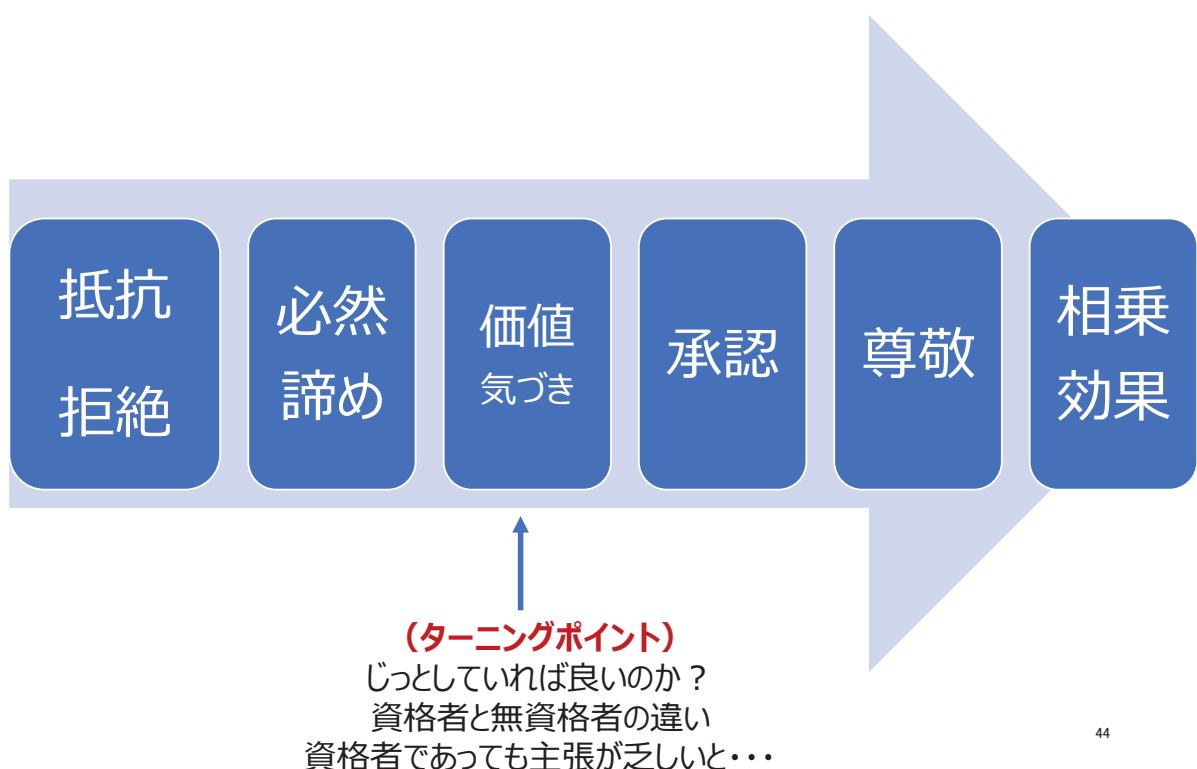 抵抗
拒絶
必然
諦め
価値
気づき
承認
尊敬
相乗
効果
（ターニングポイント）
じっとしていれば良いのか？
資格者と無資格者の違い
資格者であっても主張が乏しいと・・・
44